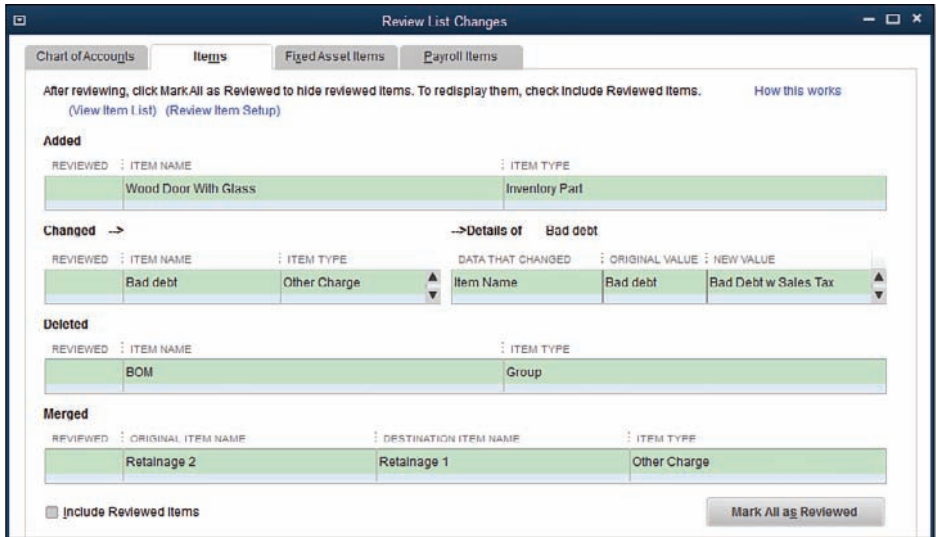 Review List Changes
Chart of Accounts Items Fixed Asset Items Payroll Items
After reviewing, click Mark All as Reviewed to hide reviewed items. To redisplay them, check Include Reviewed Items. How this works
(View Item List) (Review Item Setup)
Added
REVIEWED ITEM NAME ITEM TYPE
Wood Door With Glass Inventory Part
Changed --> -->Details of Bad debt
REVIEWED ITEM NAME ITEM TYPE DATA THAT CHANGED ORIGINAL VALUE NEW VALUE
Bad debt Other Charge Item Name Bad debt Bad Debt w Sales Tax
Deleted
REVIEWED ITEM NAME ITEM TYPE
BOM Group
Merged
REVIEWED ORIGINAL ITEM NAME DESTINATION ITEM NAME ITEM TYPE
Retainage 2 Retainage 1 Other Charge
Include Reviewed Items Mark All as Reviewed